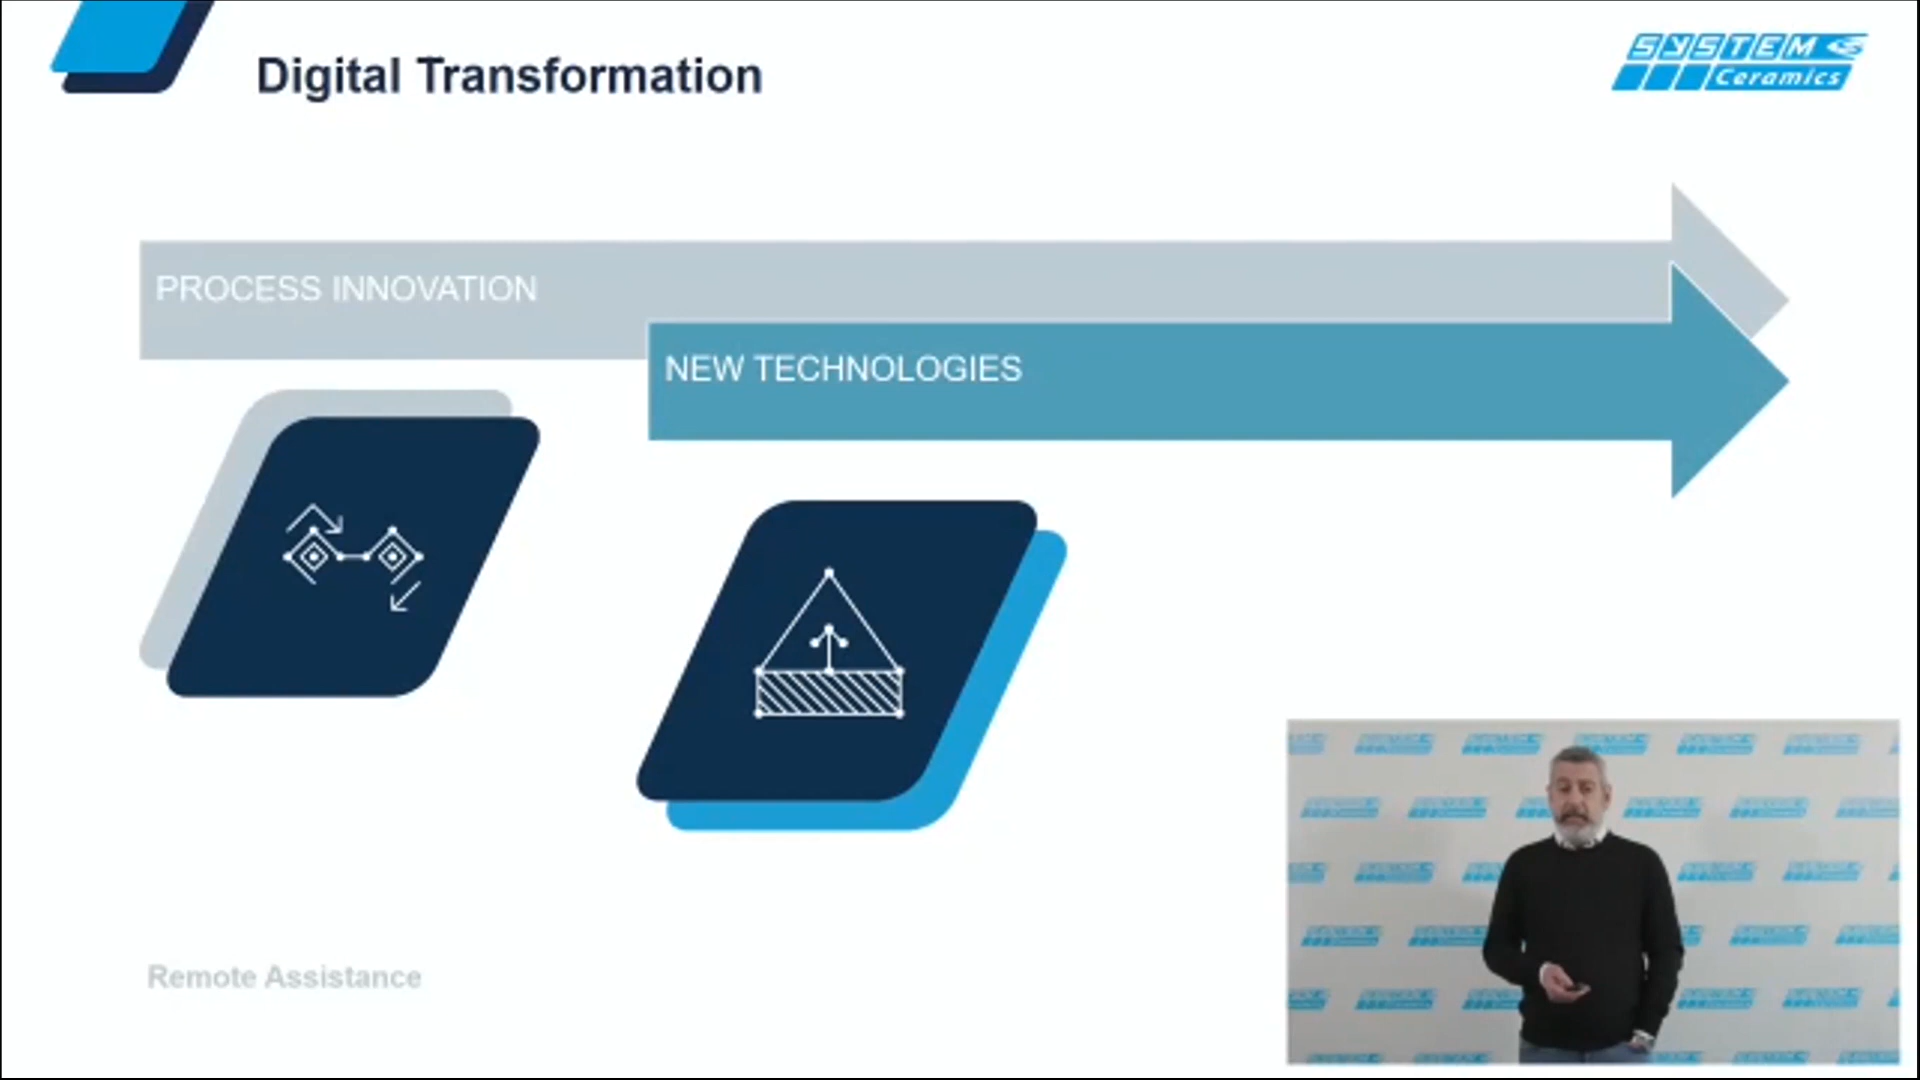 Digital Transformation
SYSTEM
Ceramics
PROCESS INNOVATION
NEW TECHNOLOGIES
Remote Assistance